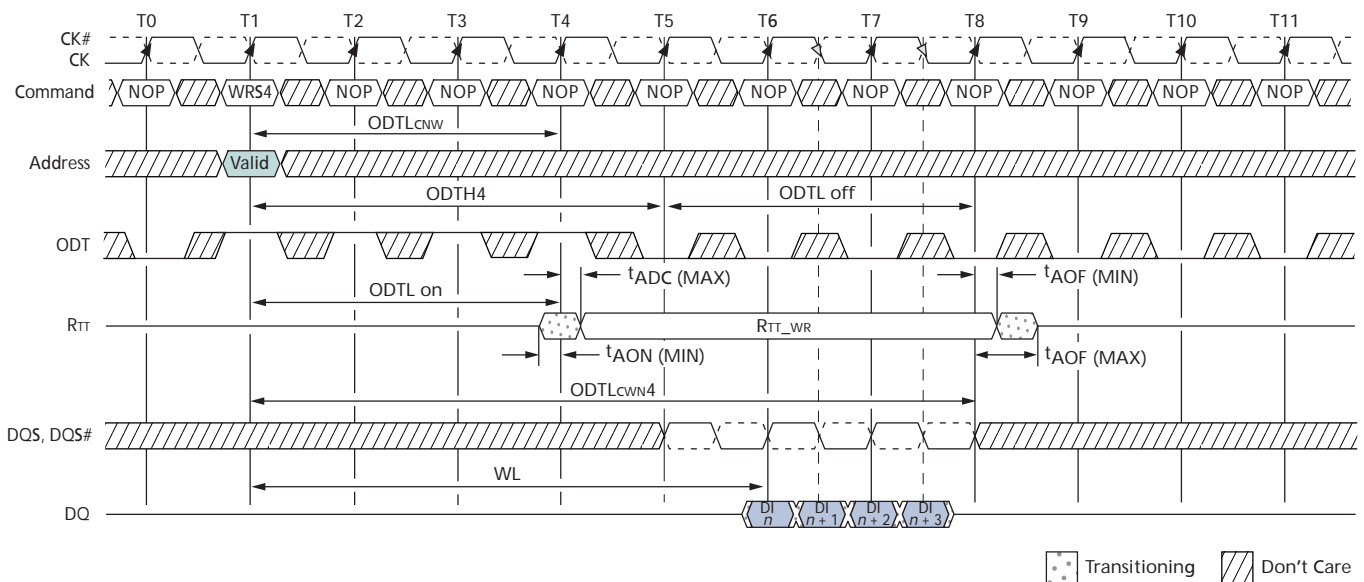 T0 T1 T2 T3 T4 T5 T6 T7 T8 T9 T10 T11
CK#
CK
Command NOP WRS4 NOP NOP NOP NOP NOP NOP NOP NOP NOP NOP
ODTLCNW
Address Valid
ODTH4 ODTL off
ODT
tADC (MAX) tAOF (MIN)
ODTL on
RTT RTT_WR
tAON (MIN) tAOF (MAX)
ODTLCWN4
DQS, DQS#
WL
DQ DI n DI n + 1 DI n + 2 DI n + 3
Transitioning Don't Care